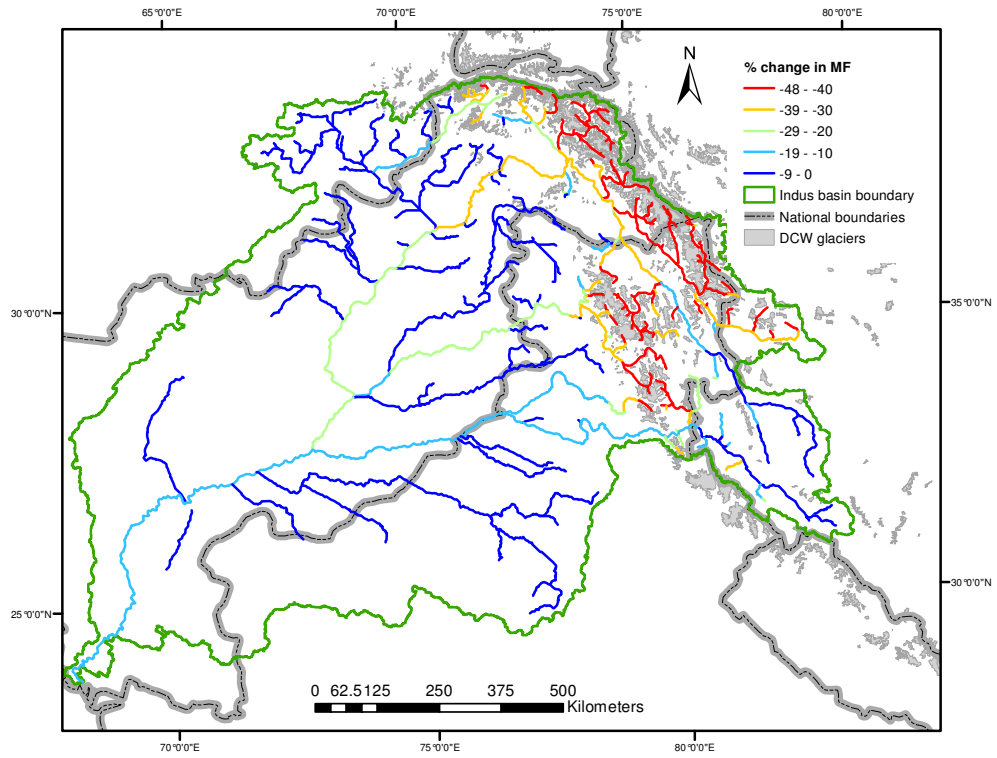 65°0'0"E 70°0'0"E 75°0'0"E 80°0'0"E
N
% change in MF
-48 - -40
-39 - -30
-29 - -20
-19 - -10
-9 - 0
Indus basin boundary
National boundaries
DCW glaciers
30°0'0"N
35°0'0"N
25°0'0"N
30°0'0"N
0 62.5 125 250 375 500
Kilometers
70°0'0"E 75°0'0"E 80°0'0"E